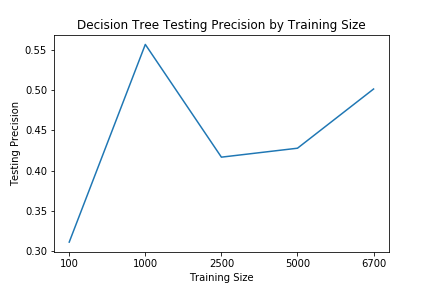 Decision Tree Testing Precision by Training Size
0.55
0.50
0.45
0.40
0.35
0.30
Testing Precision
100 1000 2500 5000 6700
Training Size